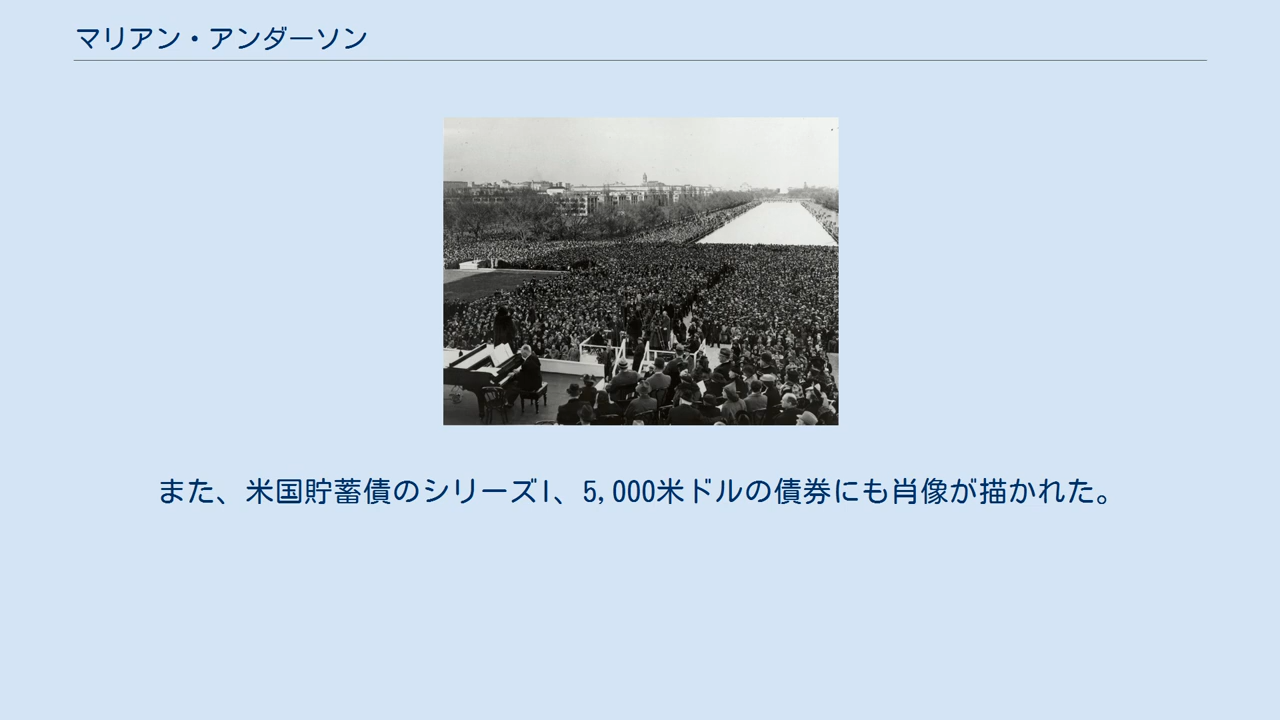 マリアン・アンダーソン
また、米国貯蓄債のシリーズI、5,000米ドルの債券にも肖像が描かれた。